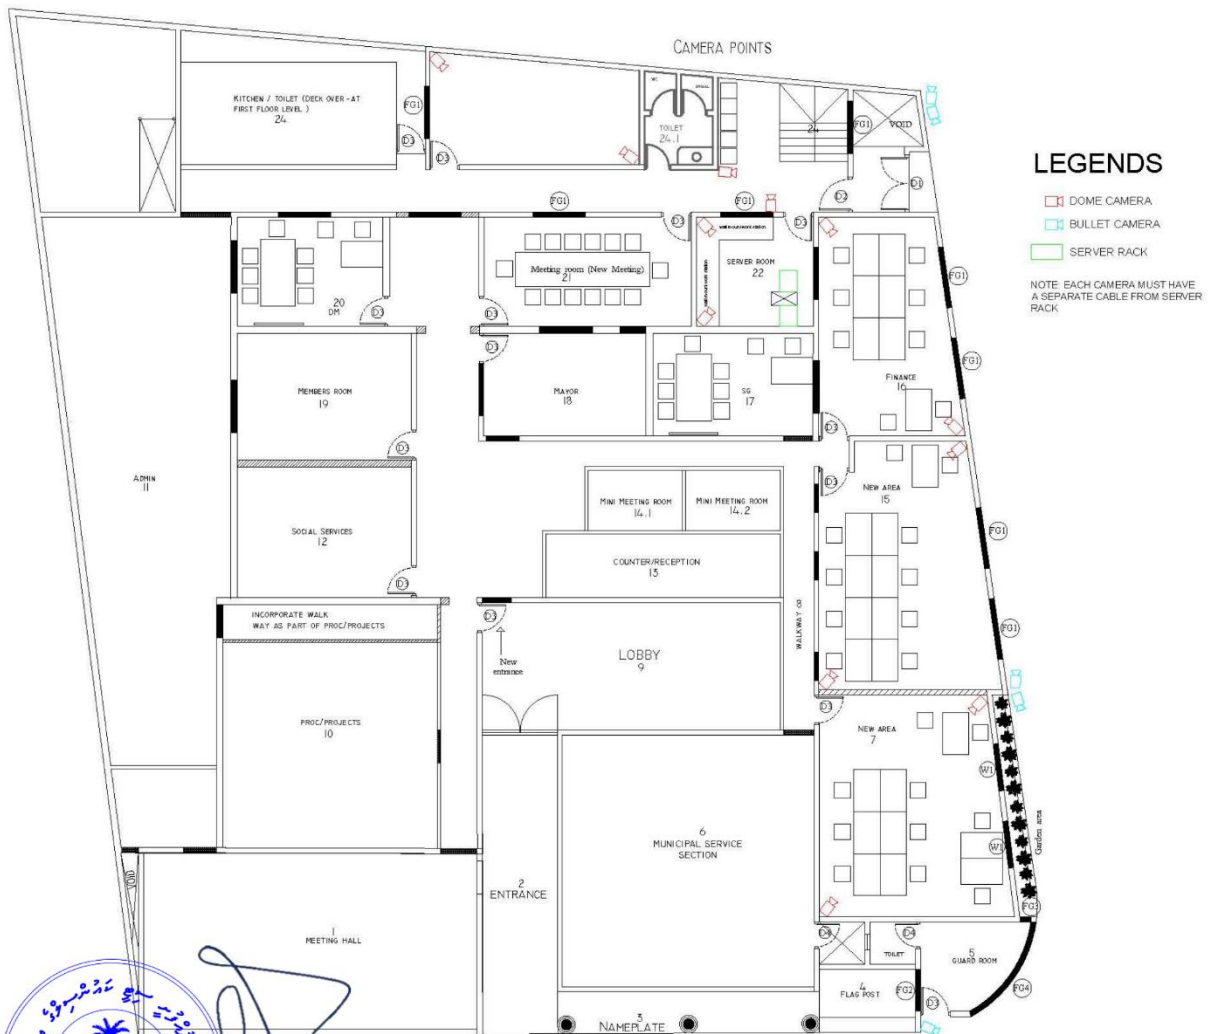 CAMERA POINTS
KITCHEN / TOILET (DECK OVER - AT
FIRST FLOOR LEVEL )
24
FG1
D3
D3
WC
TOILET
24.1
24
FG1
VOID
D1
D2
FG1
FG1
D3
D3
LEGENDS
DOME CAMERA
BULLET CAMERA
SERVER RACK
NOTE: EACH CAMERA MUST HAVE
A SEPARATE CABLE FROM SERVER
RACK
20
DM
D3
Meeting room (New Meeting)
21
D3
SERVER ROOM
22
FG1
FG1
FINANCE
16
D3
MEMBERS ROOM
19
D3
D3
MAYOR
18
SG
17
ADMIN
11
SOCIAL SERVICES
12
D3
MINI MEETING ROOM
14.1
MINI MEETING ROOM
14.2
COUNTER/RECEPTION
13
D3
NEW AREA
15
FG1
FG1
INCORPORATE WALK
WAY AS PART OF PROC/PROJECTS
D3
New
entrance
LOBBY
9
WALKWAY
PROC/PROJECTS
10
D3
NEW AREA
7
W1
W1
Garden area
FG3
6
MUNICIPAL SERVICE
SECTION
2
ENTRANCE
VOID
1
MEETING HALL
D4
TOILET
D4
5
GUARD ROOM
FG4
4
FLAG POST
FG2
D3
3
NAMEPLATE